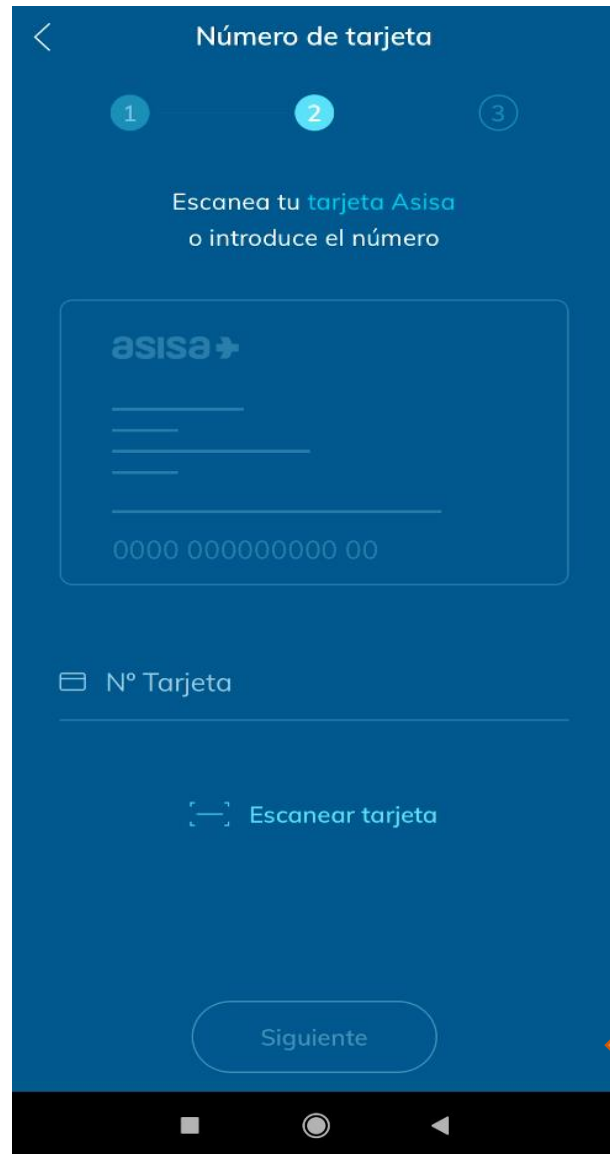 Número de tarjeta
1
2
3
Escanea tu tarjeta Asisa
o introduce el número
asisa
0000 000000000 00
Nº Tarjeta
Escanear tarjeta
Siguiente